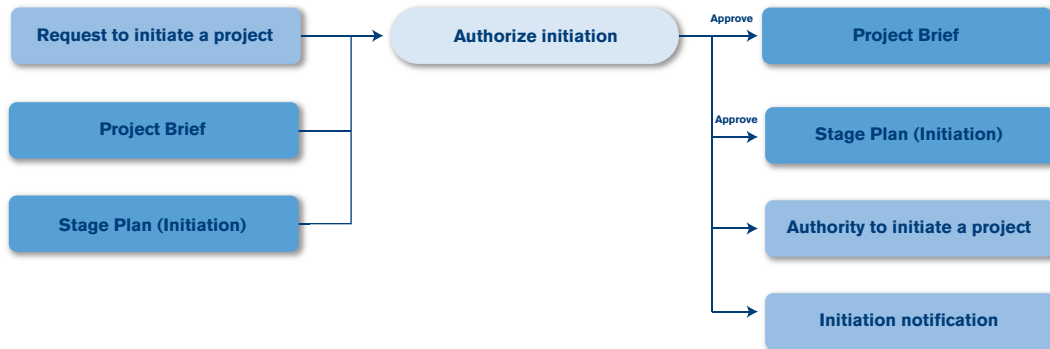 Request to initiate a project
Authorize initiation
Approve
Project Brief
Project Brief
Approve
Stage Plan (Initiation)
Stage Plan (Initiation)
Authority to initiate a project
Initiation notification